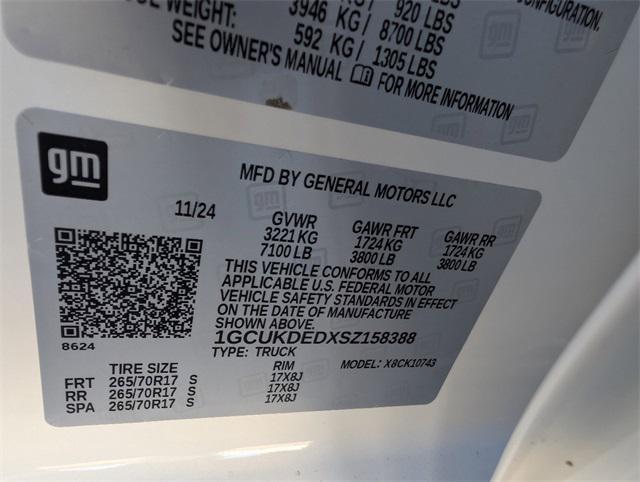 WEIGHT: 3946 KG / 8700 LBS
592 KG / 1305 LBS
920 LBS
CONFIGURATION.
SEE OWNER'S MANUAL FOR MORE INFORMATION
gm
MFD BY GENERAL MOTORS LLC
11/24
GVWR GAWR FRT GAWR RR
3221 KG 1724 KG 1724 KG
7100 LB 3800 LB 3800 LB
THIS VEHICLE CONFORMS TO ALL
APPLICABLE U.S. FEDERAL MOTOR
VEHICLE SAFETY STANDARDS IN EFFECT
ON THE DATE OF MANUFACTURE
SHOWN ABOVE.
1GCUKDEDXSZ158388
8624
TYPE: TRUCK MODEL: X8CK10743
TIRE SIZE RIM
FRT 265/70R17 S 17X8J
RR 265/70R17 S 17X8J
SPA 265/70R17 S 17X8J